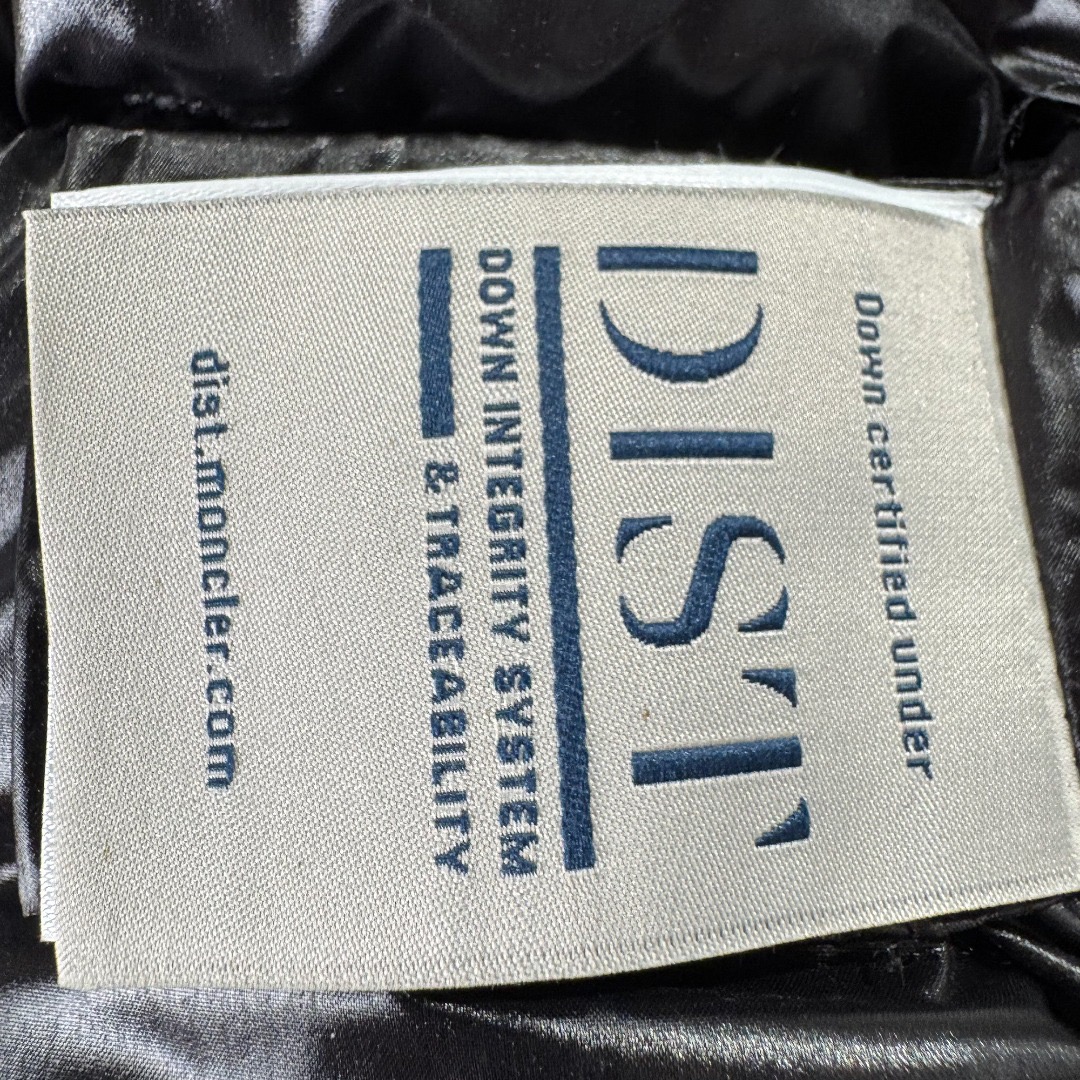 Down certified under
DIST
DOWN INTEGRITY SYSTEM
& TRACEABILITY
dist.moncler.com